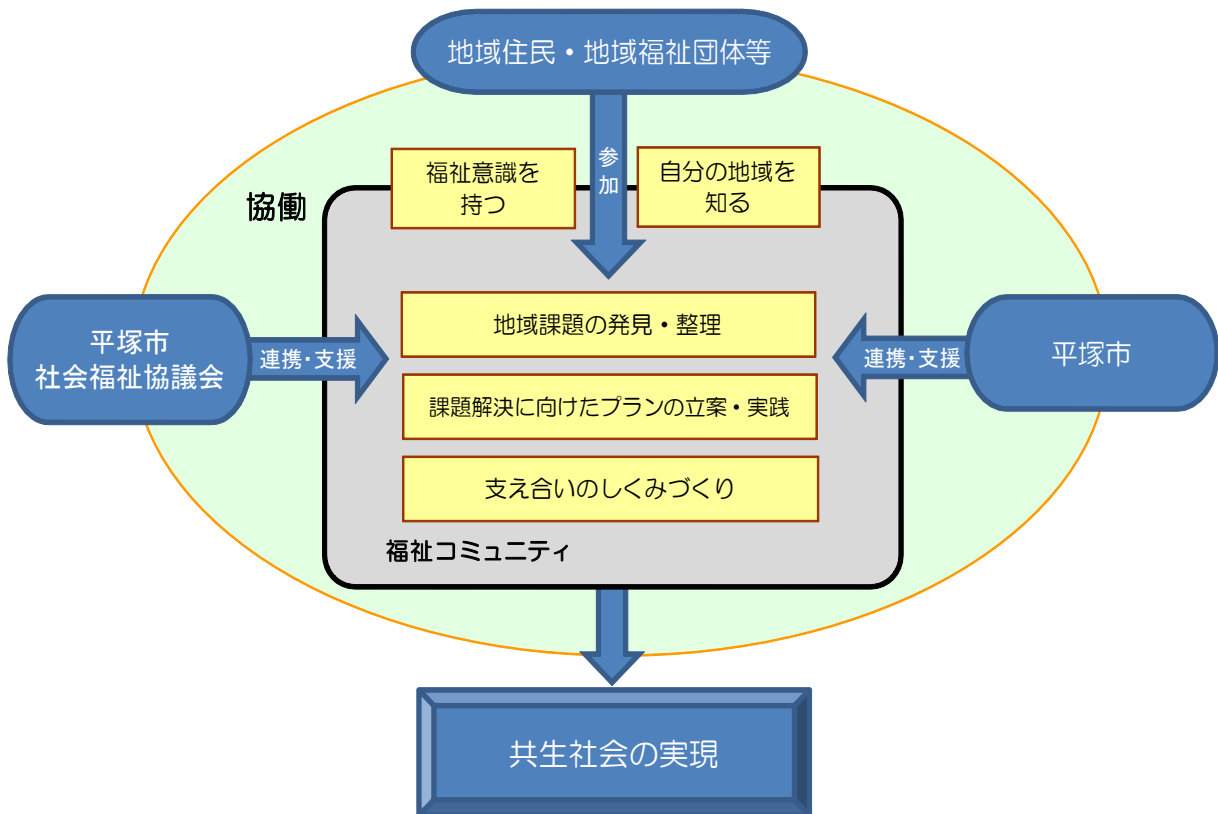 地域住民・地域福祉団体等
参加
福祉意識を
持つ
自分の地域を
知る
協働
平塚市
社会福祉協議会
連携・支援
地域課題の発見・整理
連携・支援
平塚市
課題解決に向けたプランの立案・実践
支え合いのしくみづくり
福祉コミュニティ
共生社会の実現